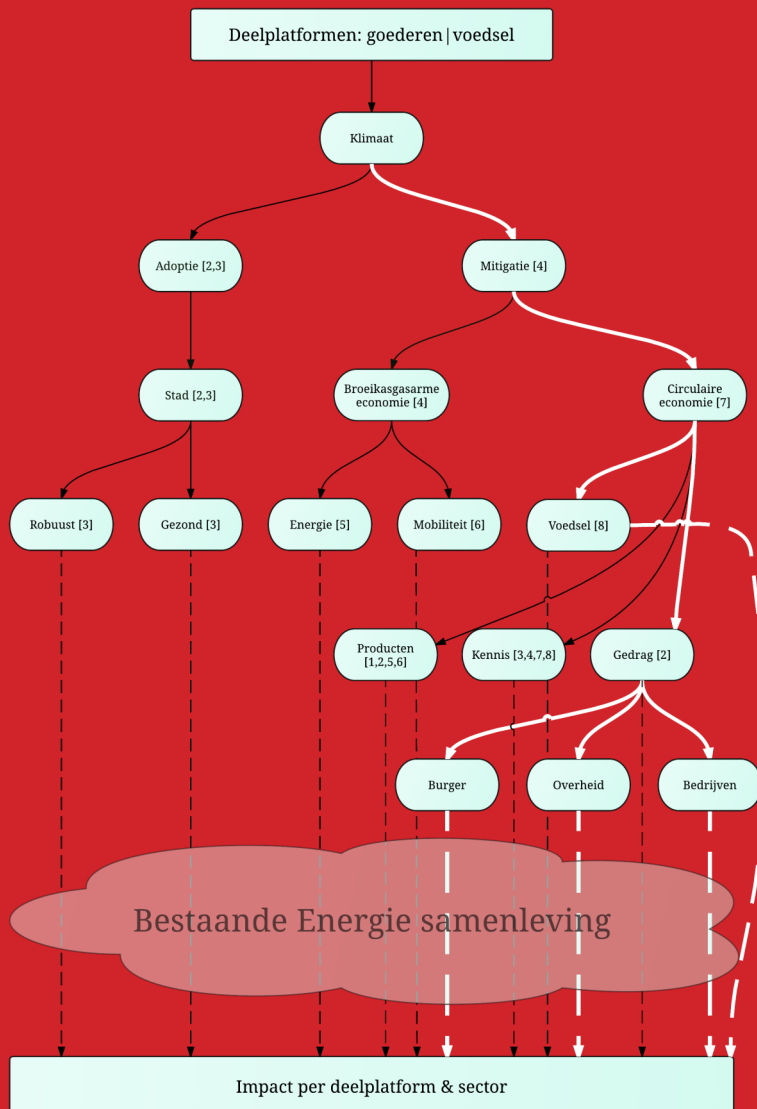 Deelplatformen: goederen|voedsel
Klimaat
Adoptie [2,3]
Mitigatie [4]
Stad [2,3]
Broeikasgasarme
economie [4]
Circulaire
economie [7]
Robuust [3]
Gezond [3]
Energie [5]
Mobiliteit [6]
Voedsel [8]
Producten
[1,2,5,6]
Kennis [3,4,7,8]
Gedrag [2]
Burger
Overheid
Bedrijven
Bestaande Energie samenleving
Impact per deelplatform & sector